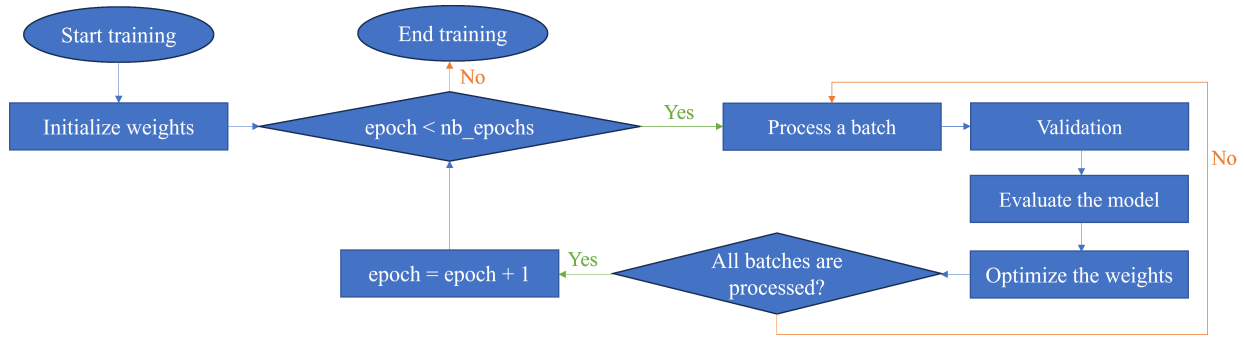 Start training
End training
No
Initialize weights
epoch < nb_epochs
Yes
Process a batch
Validation
No
Evaluate the model
epoch = epoch + 1
Yes
All batches are
processed?
Optimize the weights